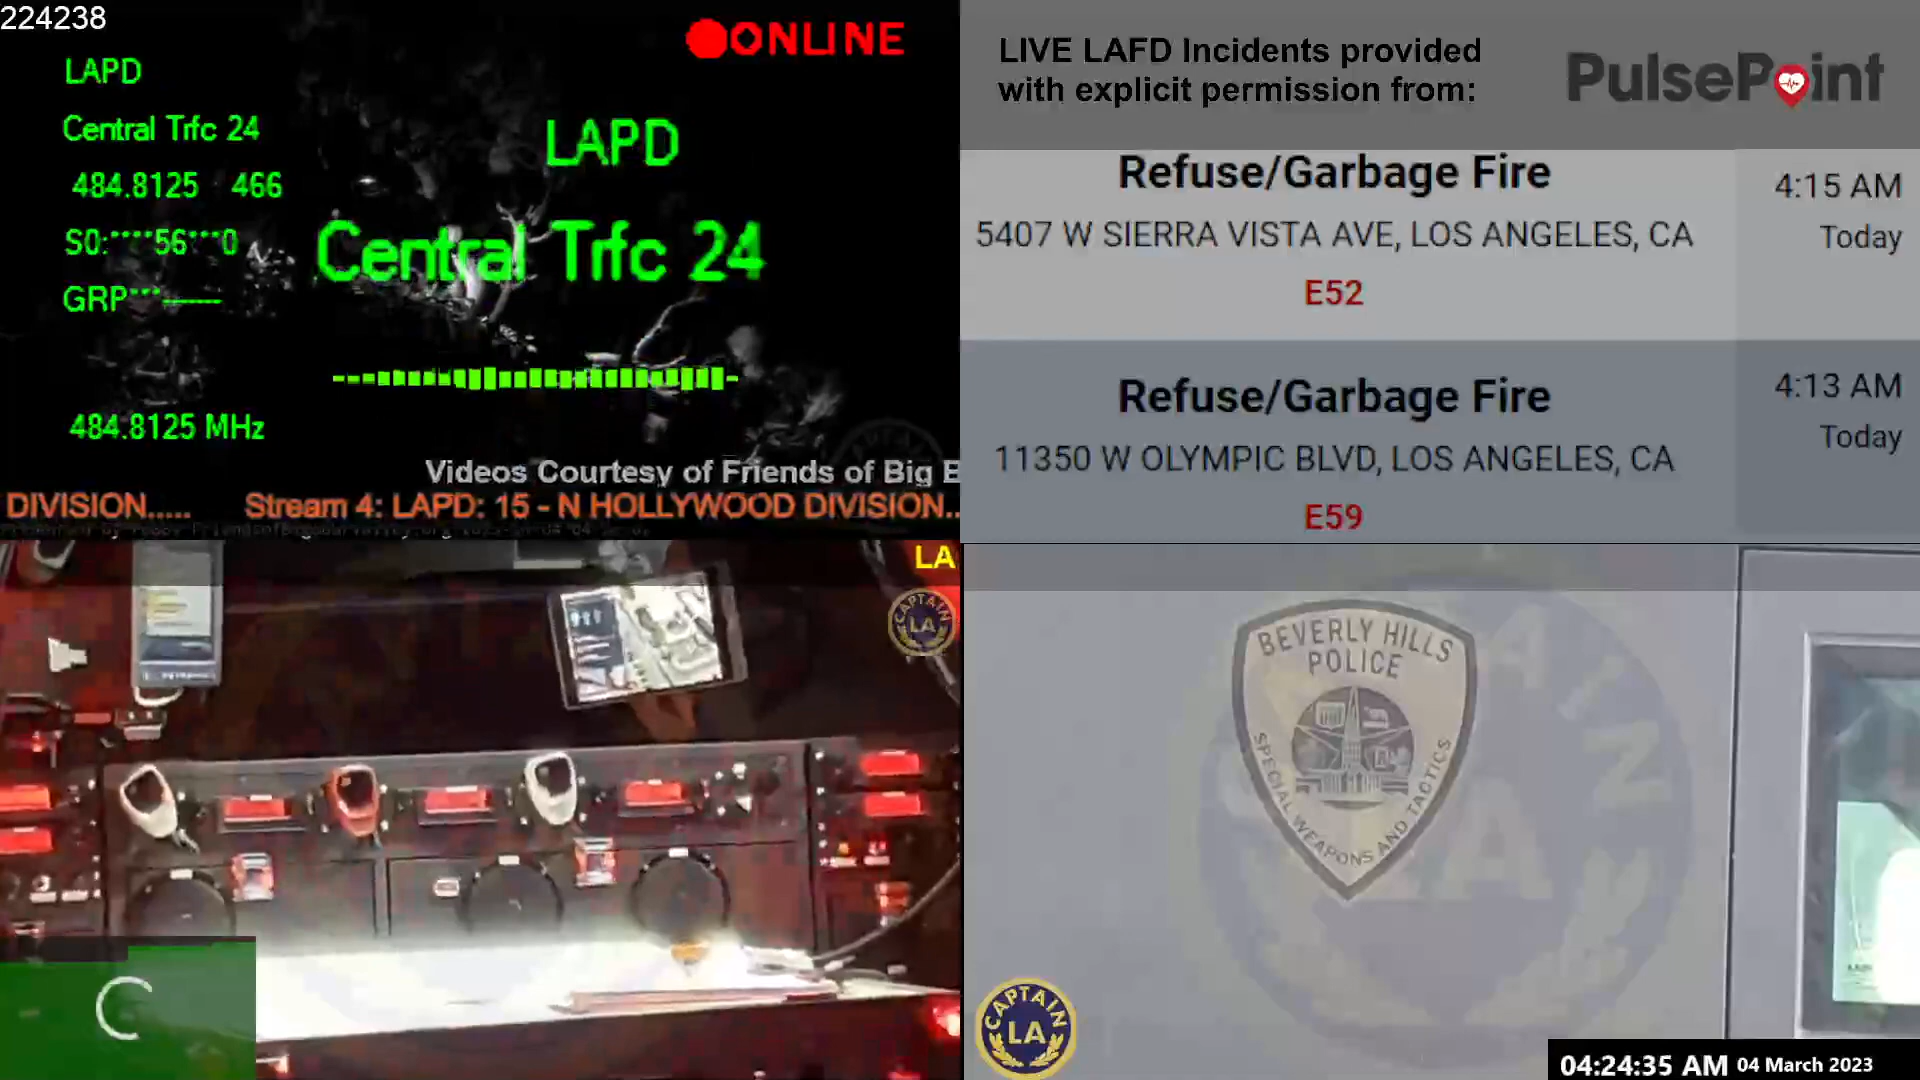 224238
LAPD
Central Trfc 24
484.8125 466
S0:****56***0
GRP***-------
484.8125 MHz
ONLINE
LAPD
Central Trfc 24
Videos Courtesy of Friends of Big E
DIVISION..... Stream 4: LAPD: 15 - N HOLLYWOOD DIVISION..
LIVE LAFD Incidents provided
with explicit permission from:
PulsePoint
Refuse/Garbage Fire
4:15 AM
5407 W SIERRA VISTA AVE, LOS ANGELES, CA
Today
E52
Refuse/Garbage Fire
4:13 AM
11350 W OLYMPIC BLVD, LOS ANGELES, CA
Today
E59
LA
CAPTAIN
LA
BEVERLY HILLS
POLICE
SPECIAL WEAPONS AND TACTICS
CAPTAIN
LA
04:24:35 AM 04 March 2023